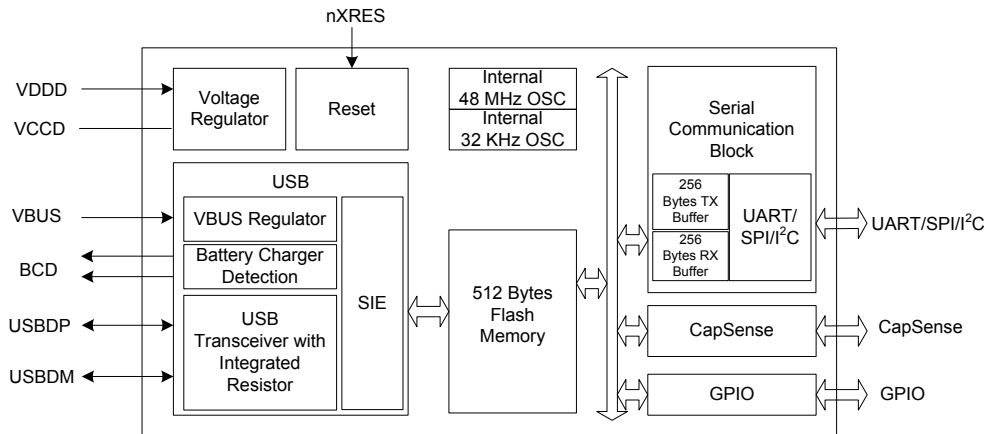 nXRES
VDDD
VCCD
Voltage
Regulator
Reset
Internal
48 MHz OSC
Internal
32 KHz OSC
Serial
Communication
Block
256
Bytes TX
Buffer
256
Bytes RX
Buffer
UART/
SPI/I²C
UART/SPI/I²C
USB
VBUS
VBUS Regulator
BCD
Battery Charger
Detection
USBDP
USBDM
USB
Transceiver with
Integrated
Resistor
SIE
512 Bytes
Flash
Memory
CapSense
CapSense
GPIO
GPIO